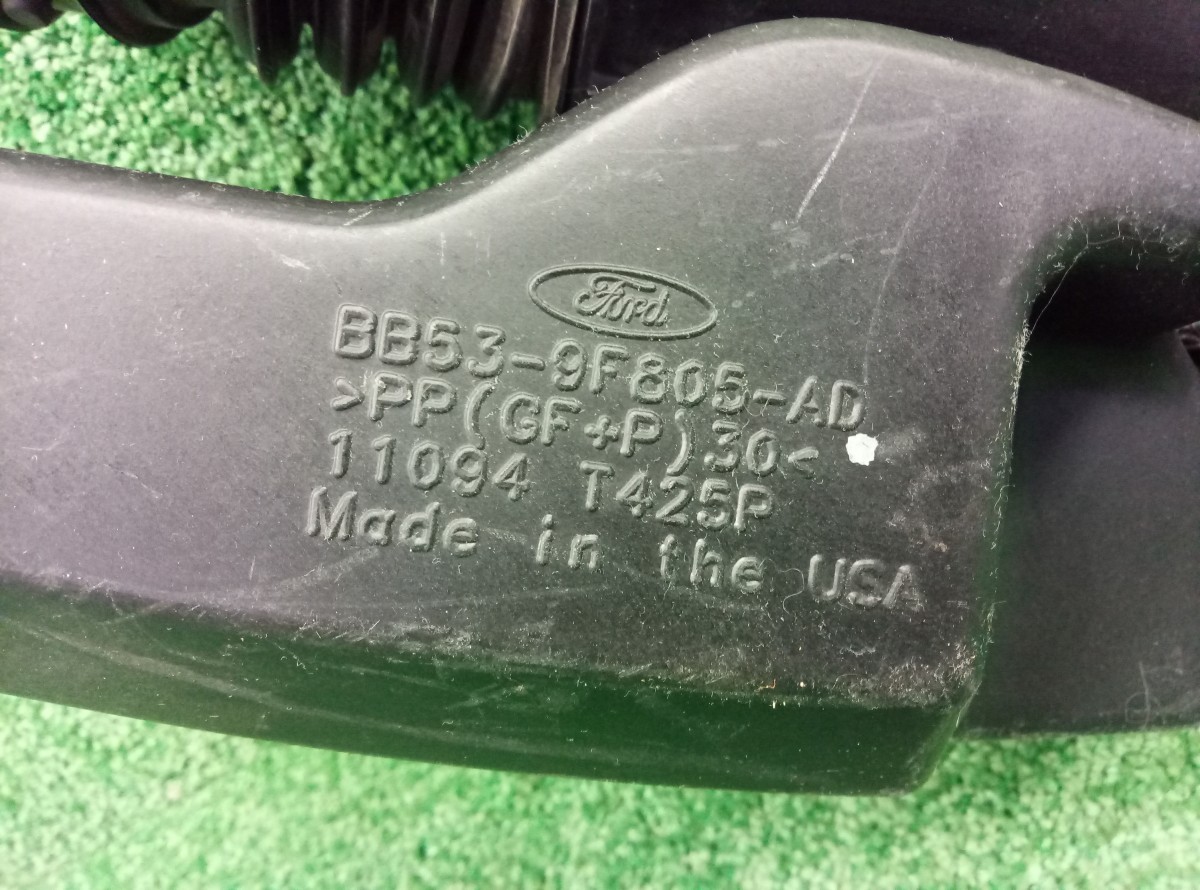 Ford
BB53-9F805-AD
>PP(GF+P)30<
11094 T425P
Made in the USA